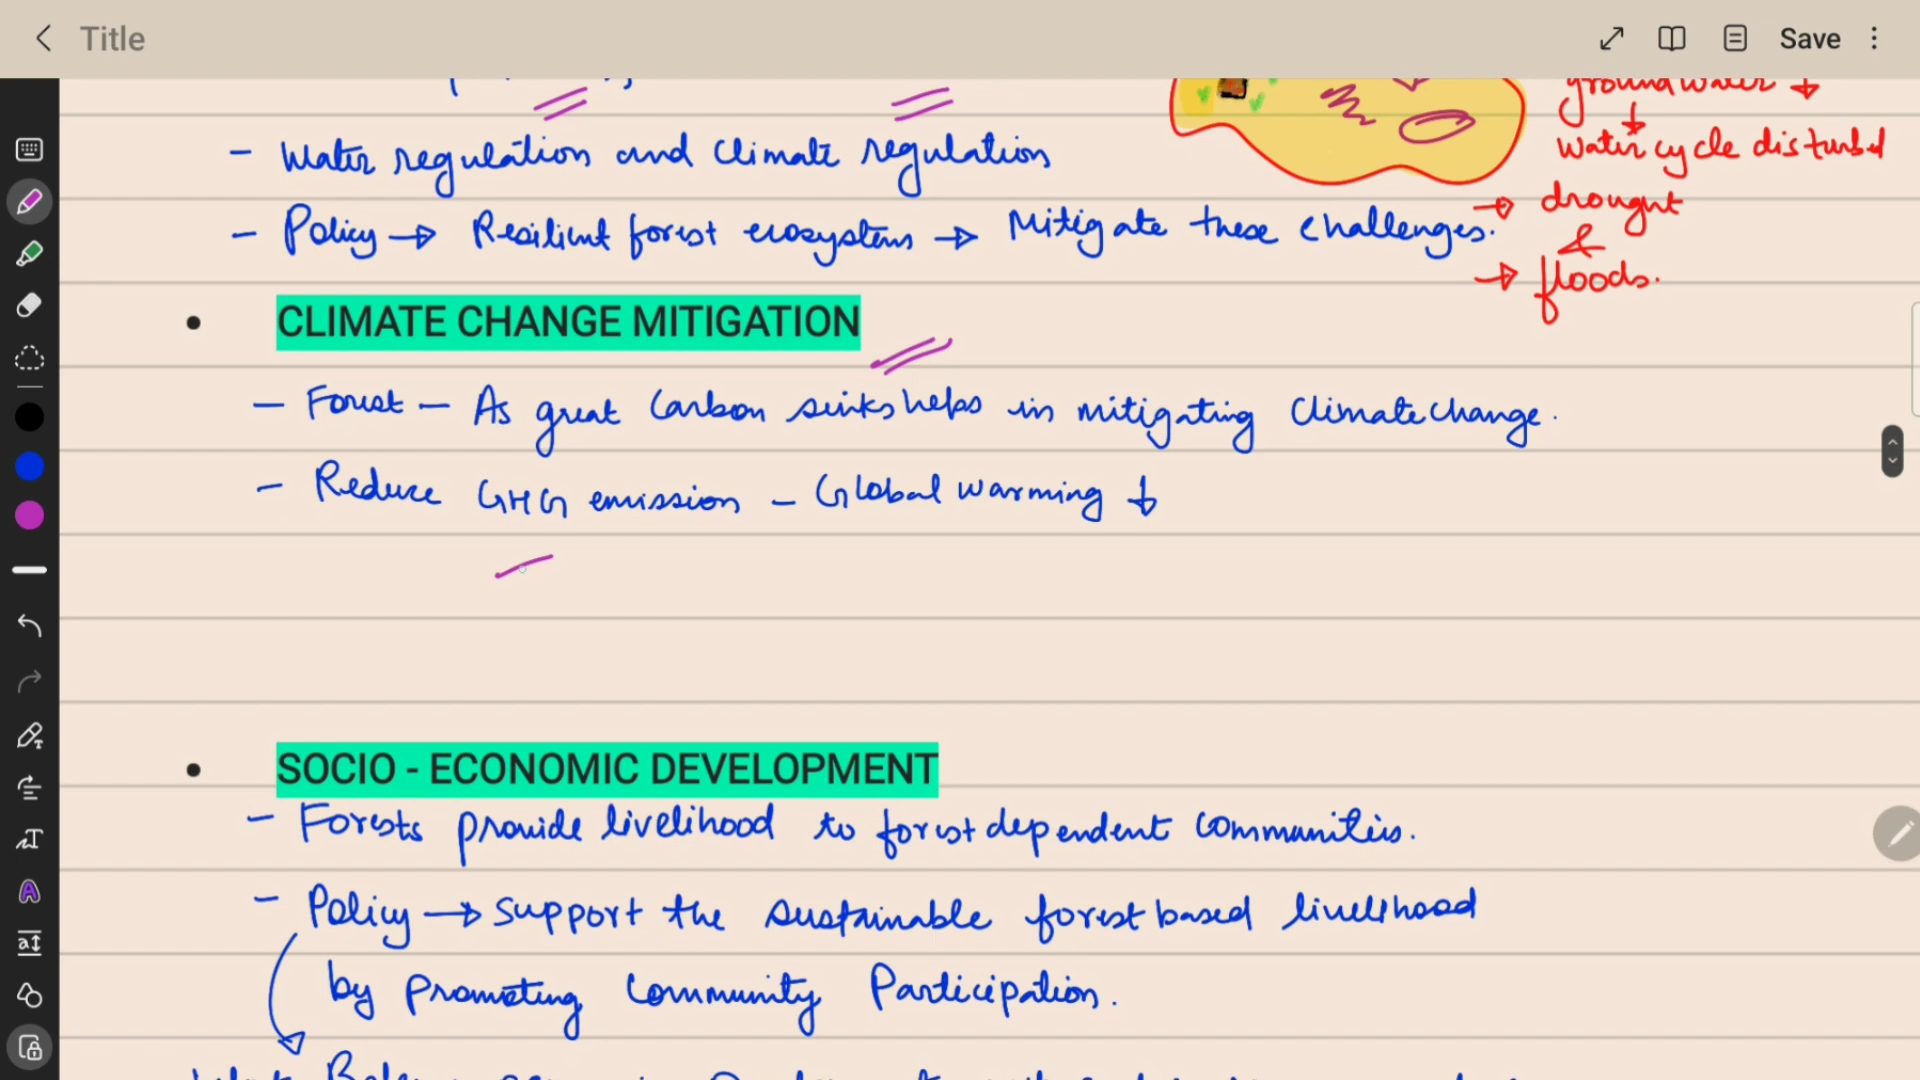 Title
Save
groundwater ↓
- Water regulation and Climate regulation
water cycle disturbed
- Policy → Resilient forest ecosystem → Mitigate these challenges.
→ drought
&
→ floods.
• CLIMATE CHANGE MITIGATION
- Forest - As great Carbon sinks helps in mitigating Climate change.
- Reduce GHG emission - Global warming ↓
• SOCIO - ECONOMIC DEVELOPMENT
- Forests provide livelihood to forest dependent communities.
- Policy → support the sustainable forest based livelihood
by promoting Community Participation.